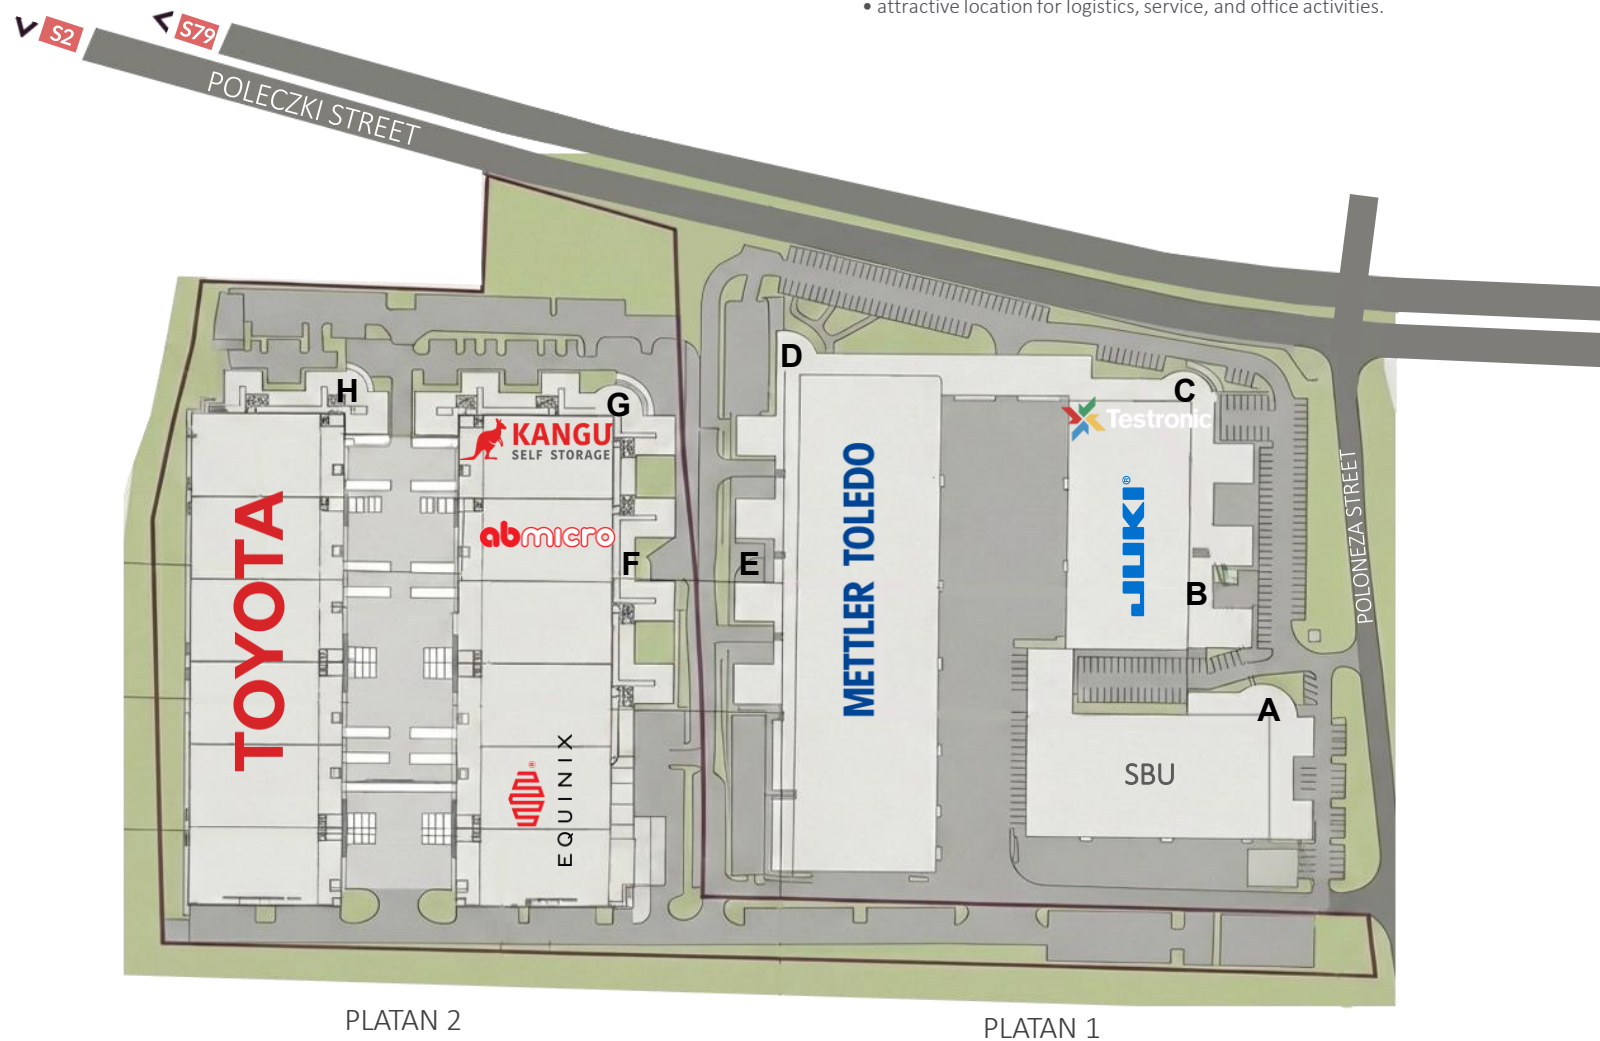 • attractive location for logistics, service, and office activities.
S2
S79
POLECZKI STREET
D
H
G
C
KANGU
SELF STORAGE
Testronic
TOYOTA
abmicro
METTLER TOLEDO
JUKI®
POLONEZA STREET
F
E
B
A
EQUINIX
®
SBU
PLATAN 2
PLATAN 1